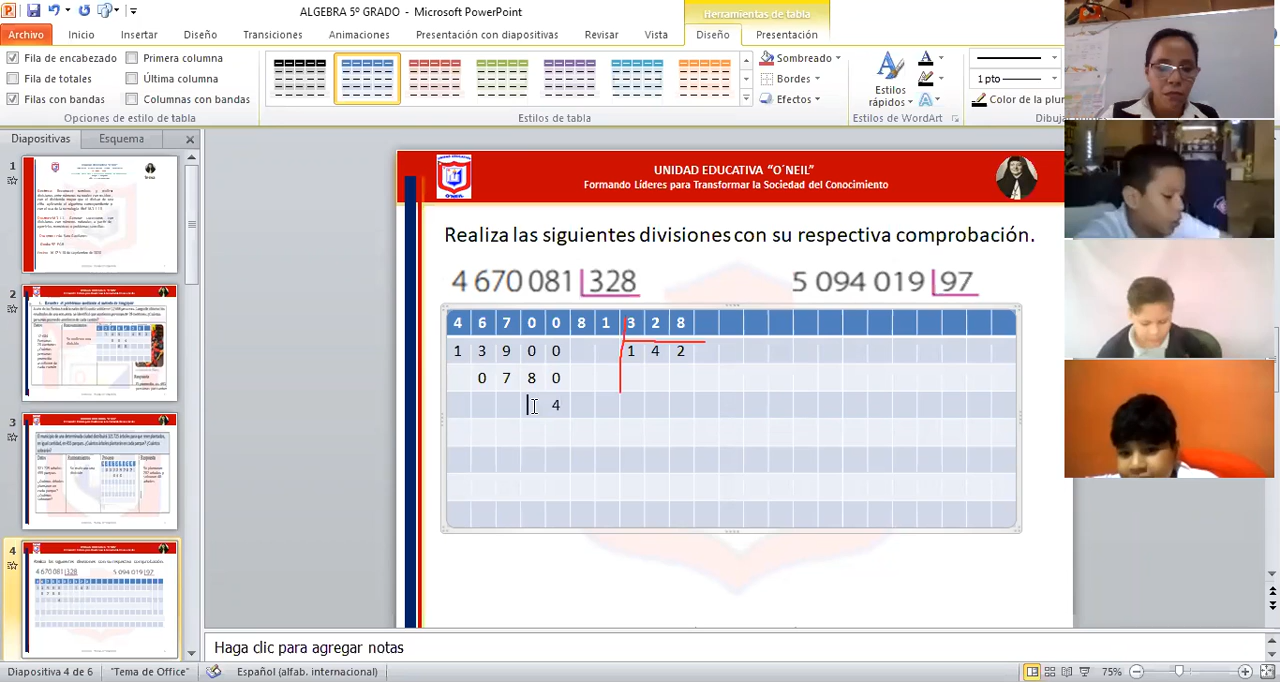 ALGEBRA 5º GRADO - Microsoft PowerPoint
Herramientas de tabla
Archivo Inicio Insertar Diseño Transiciones Animaciones Presentación con diapositivas Revisar Vista Diseño Presentación
Fila de encabezado Primera columna
Fila de totales Última columna
Filas con bandas Columnas con bandas
Opciones de estilo de tabla
Estilos de tabla
Sombreado
Bordes
Efectos
Estilos rápidos
Estilos de WordArt
1 pto
Color de la plur
Dibujar
Diapositivas Esquema
1
2
3
4
UNIDAD EDUCATIVA “O´NEIL”
Formando Líderes para Transformar la Sociedad del Conocimiento
Realiza las siguientes divisiones con su respectiva comprobación.
4 670 081 328
5 094 019 97
4 6 7 0 0 8 1 3 2 8
1 3 9 0 0 1 4 2
0 7 8 0
4
Haga clic para agregar notas
Diapositiva 4 de 6 "Tema de Office" Español (alfab. internacional) 75%